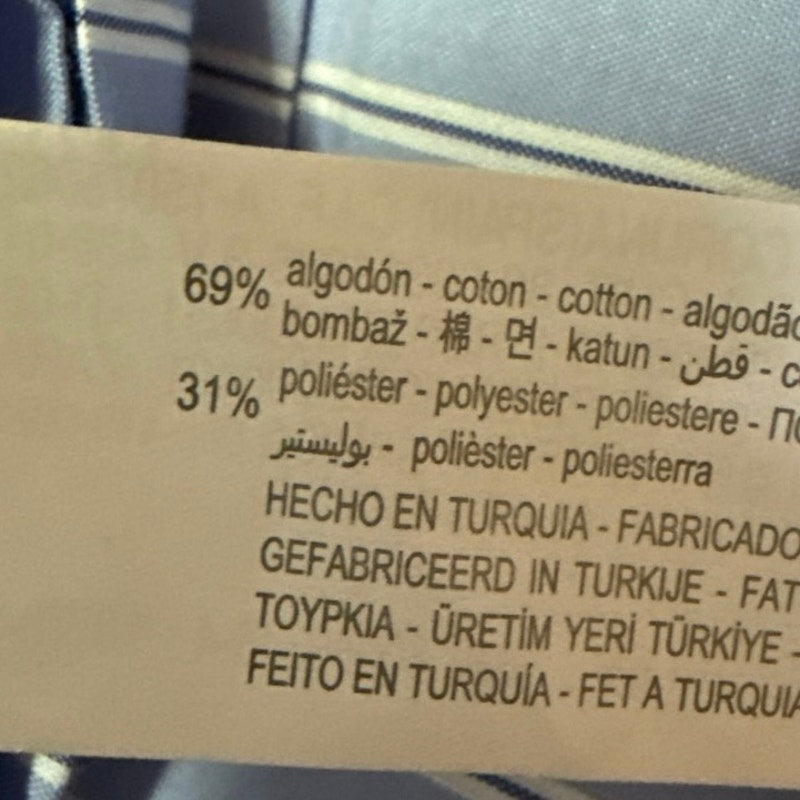 69% algodón - coton - cotton - algodão
bombaž - 棉 - 면 - katun - قطن -
31% poliéster - polyester - poliestere -
بوليستير - polièster - poliesterra
HECHO EN TURQUIA - FABRICADO
GEFABRICEERD IN TURKIJE -
TOYPKIA - ÜRETİM YERİ TÜRKİYE -
FEITO EN TURQUÍA - FET A TURQUIA